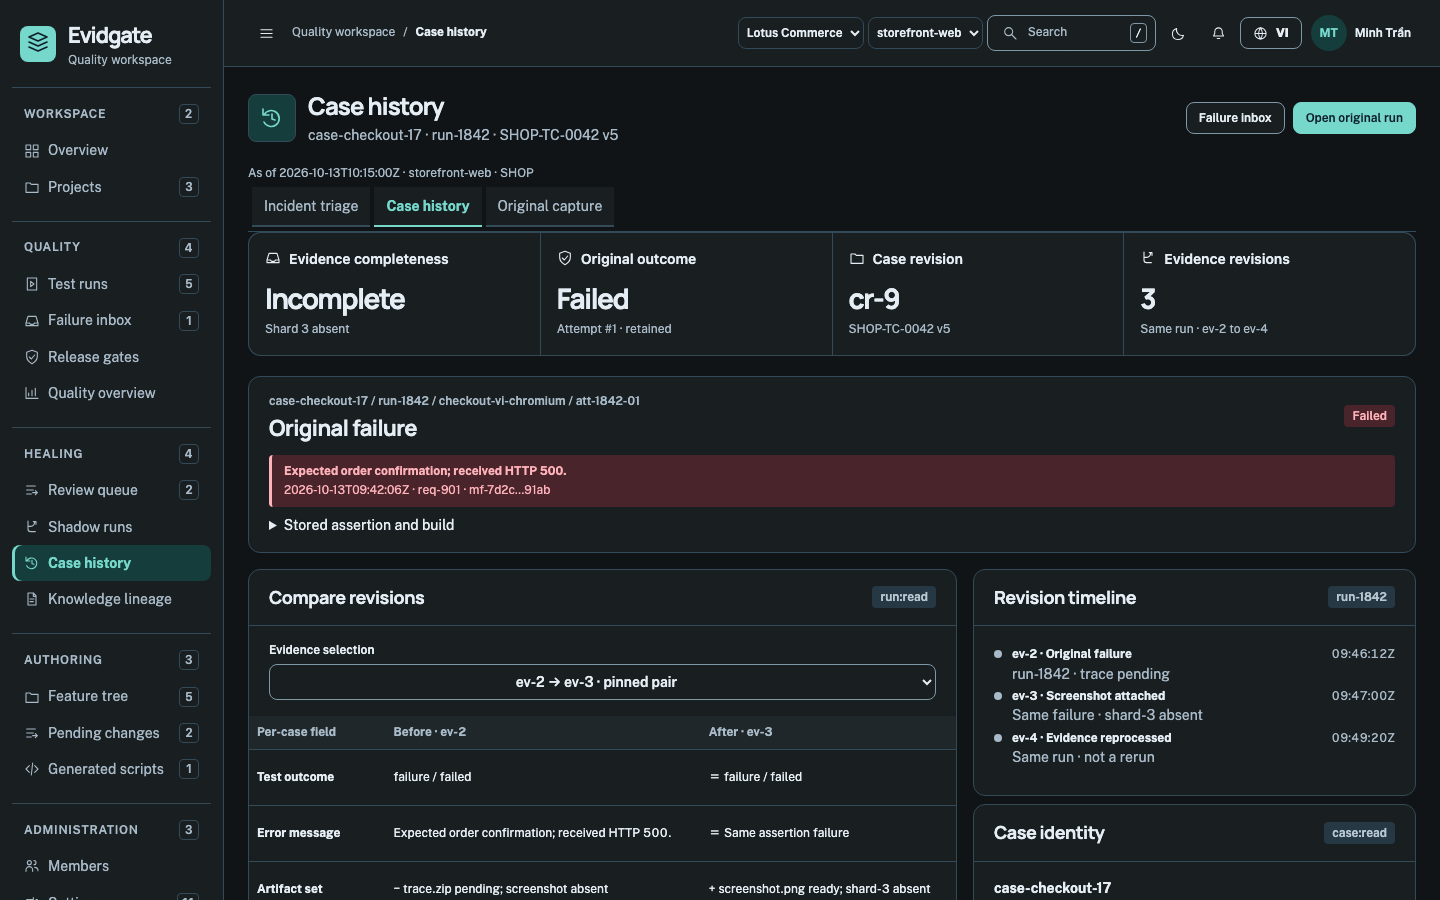 Evidgate
Quality workspace
WORKSPACE 2
Overview
Projects 3
QUALITY 4
Test runs 5
Failure inbox 1
Release gates
Quality overview
HEALING 4
Review queue 2
Shadow runs
Case history
Knowledge lineage
AUTHORING 3
Feature tree 5
Pending changes 2
Generated scripts 1
ADMINISTRATION 3
Members
Quality workspace / Case history
Lotus Commerce
storefront-web
Search /
VI
MT Minh Trần
Case history
case-checkout-17 · run-1842 · SHOP-TC-0042 v5
Failure inbox
Open original run
As of 2026-10-13T10:15:00Z · storefront-web · SHOP
Incident triage
Case history
Original capture
Evidence completeness
Incomplete
Shard 3 absent
Original outcome
Failed
Attempt #1 · retained
Case revision
cr-9
SHOP-TC-0042 v5
Evidence revisions
3
Same run · ev-2 to ev-4
case-checkout-17 / run-1842 / checkout-vi-chromium / att-1842-01
Original failure
Failed
Expected order confirmation; received HTTP 500.
2026-10-13T09:42:06Z · req-901 · mf-7d2c…91ab
Stored assertion and build
Compare revisions
run:read
Evidence selection
ev-2 → ev-3 · pinned pair
Per-case field Before · ev-2 After · ev-3
Test outcome failure / failed = failure / failed
Error message Expected order confirmation; received HTTP 500. = Same assertion failure
Artifact set − trace.zip pending; screenshot absent + screenshot.png ready; shard-3 absent
Revision timeline
run-1842
ev-2 · Original failure 09:46:12Z
run-1842 · trace pending
ev-3 · Screenshot attached 09:47:00Z
Same failure · shard-3 absent
ev-4 · Evidence reprocessed 09:49:20Z
Same run · not a rerun
Case identity
case:read
case-checkout-17